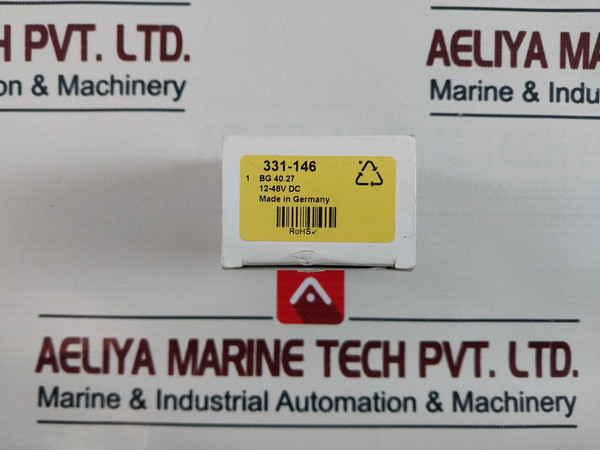 H PVT. LTD.
on & Machinery
AELIYA MA
Marine & Indu
331-146
1 BG 40.27
12-48V DC
Made in Germany
RoHS✓
AELIYA MARINE TECH PVT. LTD.
Marine & Industrial Automation & Machinery